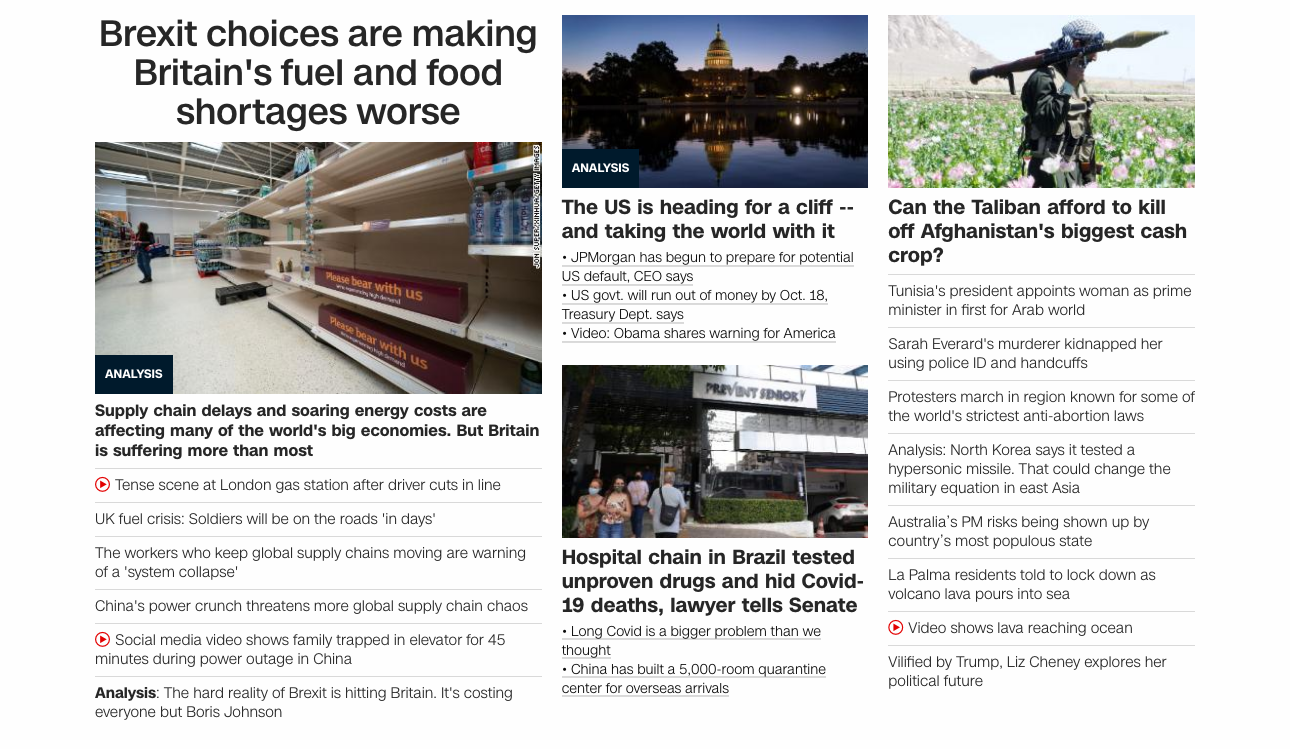 Brexit choices are making
Britain's fuel and food
shortages worse
JON SUPER/XINHUA/GETTY IMAGES
Please bear with us
we're experiencing high demand
Please bear with us
we're experiencing high demand
ANALYSIS
Supply chain delays and soaring energy costs are
affecting many of the world's big economies. But Britain
is suffering more than most
Tense scene at London gas station after driver cuts in line
UK fuel crisis: Soldiers will be on the roads 'in days'
The workers who keep global supply chains moving are warning
of a 'system collapse'
China's power crunch threatens more global supply chain chaos
Social media video shows family trapped in elevator for 45
minutes during power outage in China
Analysis: The hard reality of Brexit is hitting Britain. It's costing
everyone but Boris Johnson
ANALYSIS
The US is heading for a cliff --
and taking the world with it
• JPMorgan has begun to prepare for potential
US default, CEO says
• US govt. will run out of money by Oct. 18,
Treasury Dept. says
• Video: Obama shares warning for America
PREVENT SENIOR
Hospital chain in Brazil tested
unproven drugs and hid Covid-
19 deaths, lawyer tells Senate
• Long Covid is a bigger problem than we
thought
• China has built a 5,000-room quarantine
center for overseas arrivals
Can the Taliban afford to kill
off Afghanistan's biggest cash
crop?
Tunisia's president appoints woman as prime
minister in first for Arab world
Sarah Everard's murderer kidnapped her
using police ID and handcuffs
Protesters march in region known for some of
the world's strictest anti-abortion laws
Analysis: North Korea says it tested a
hypersonic missile. That could change the
military equation in east Asia
Australia’s PM risks being shown up by
country’s most populous state
La Palma residents told to lock down as
volcano lava pours into sea
Video shows lava reaching ocean
Vilified by Trump, Liz Cheney explores her
political future